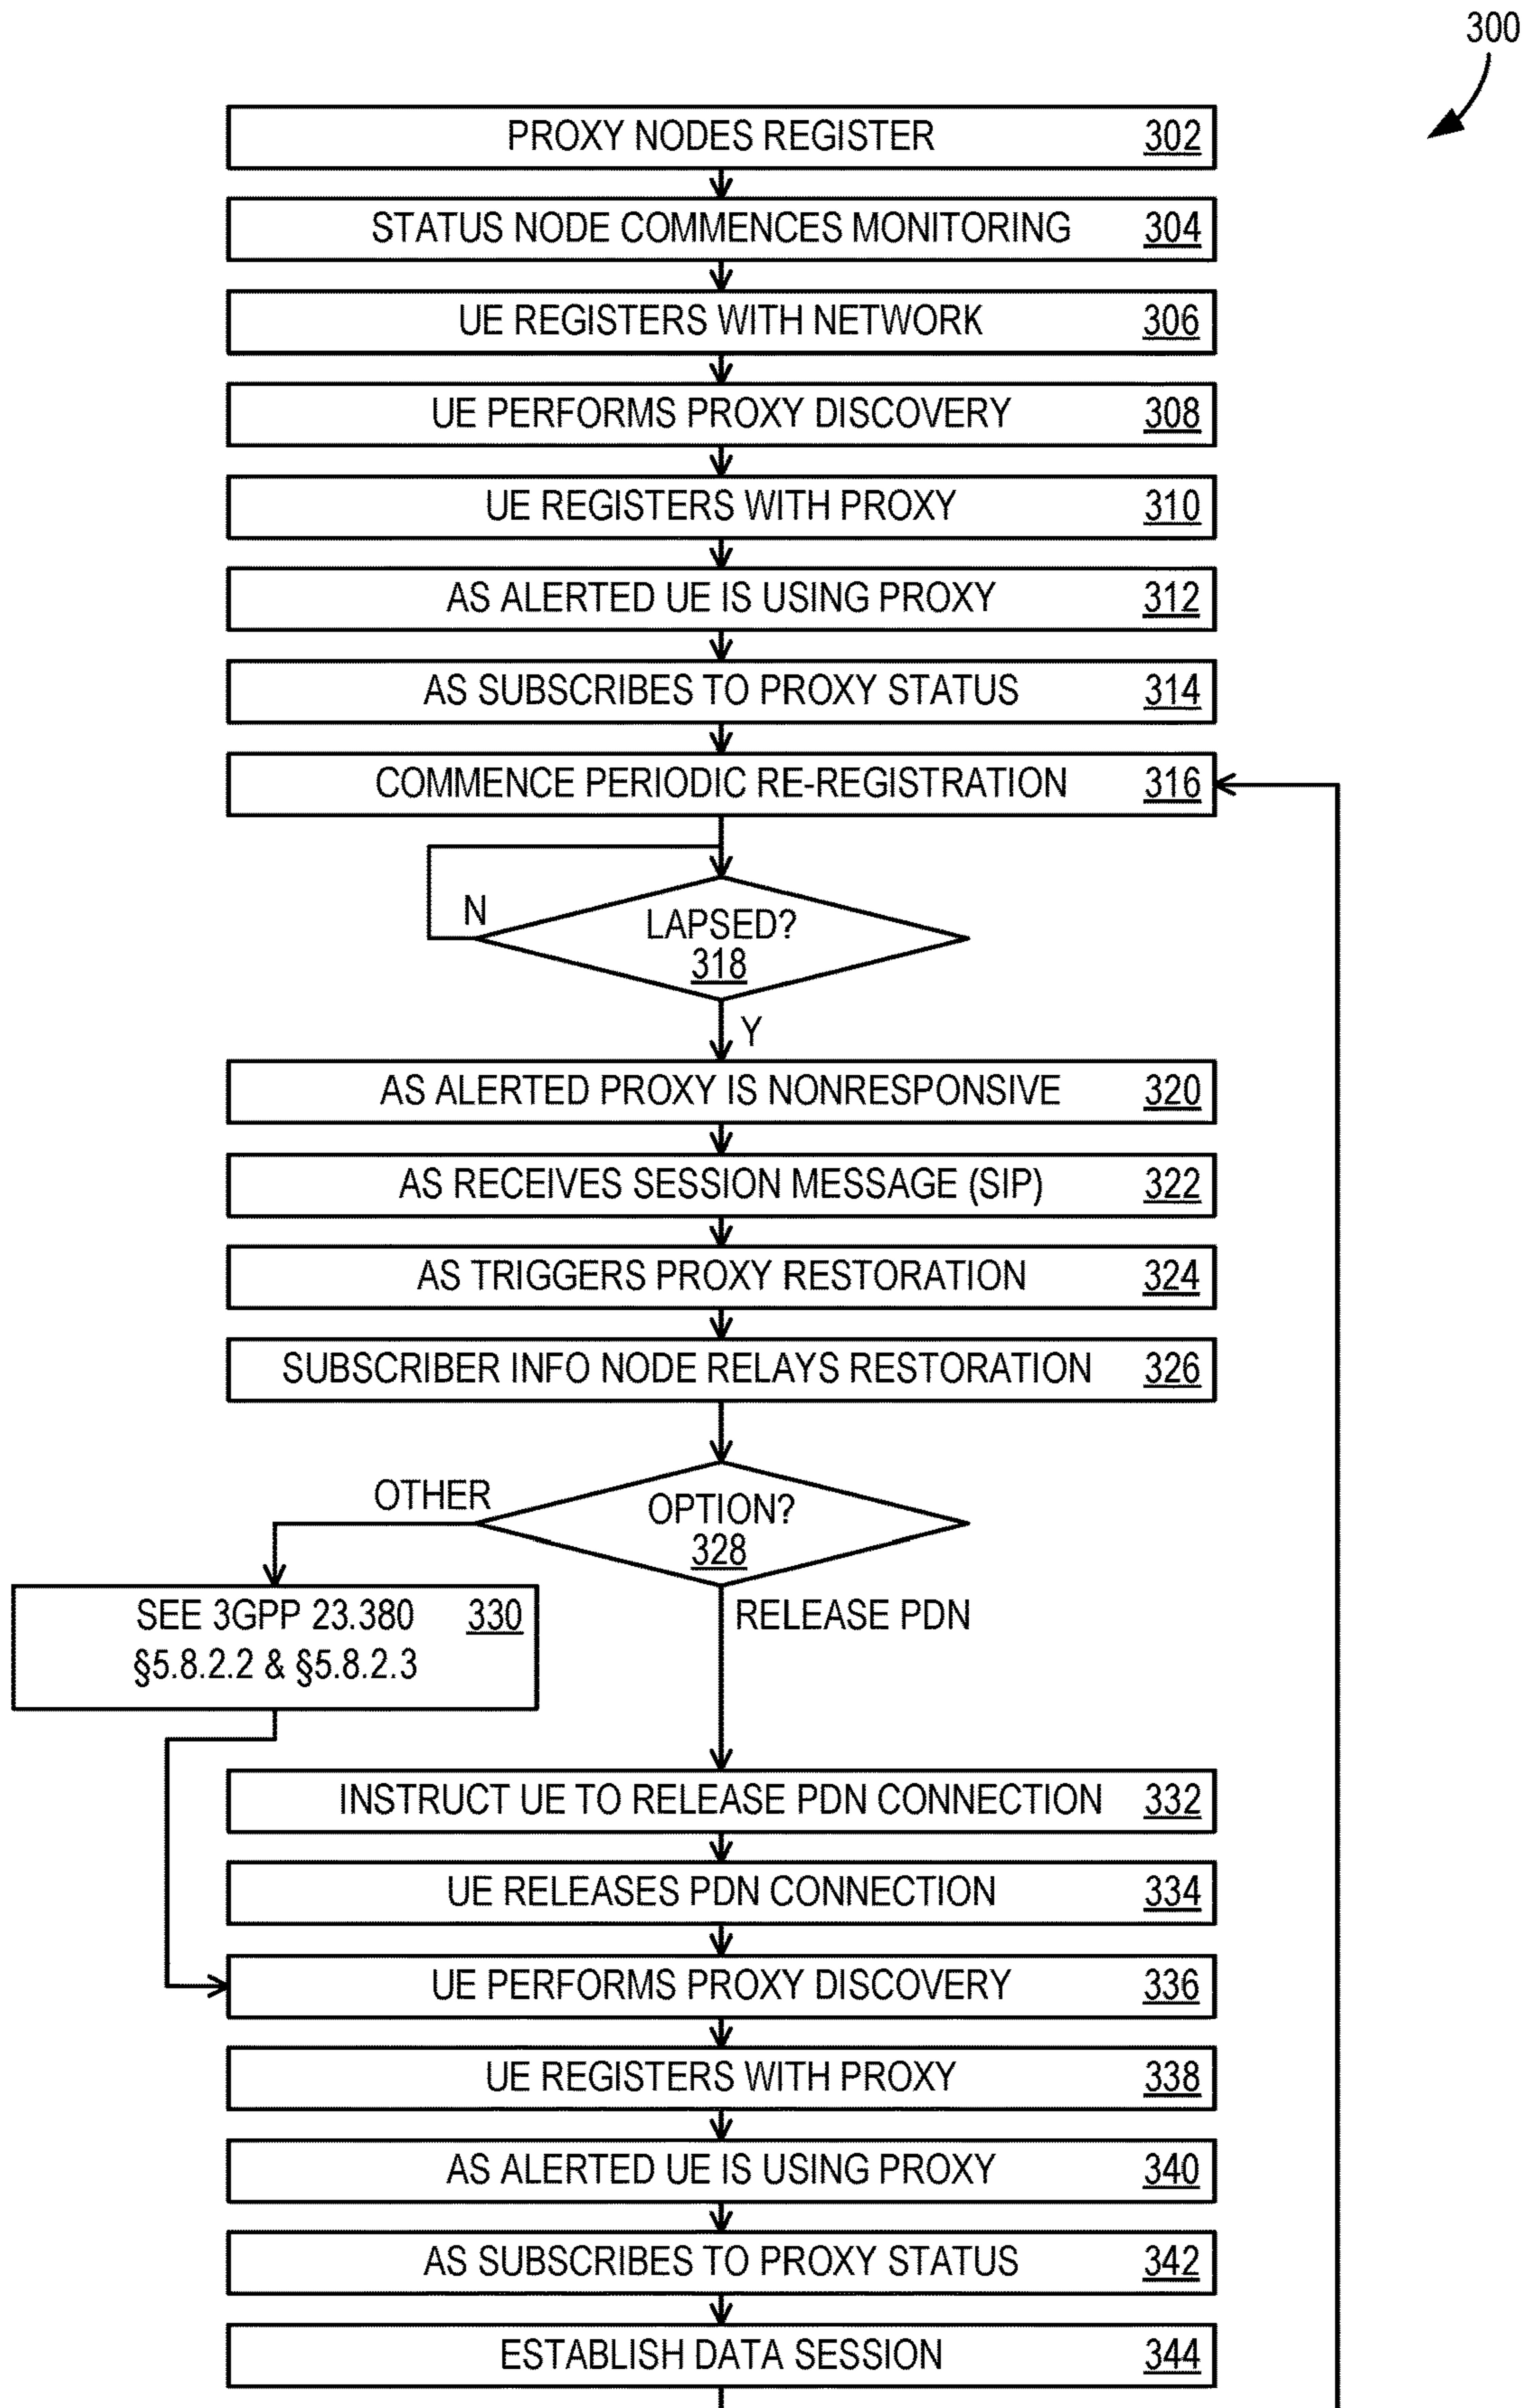 300
PROXY NODES REGISTER 302
STATUS NODE COMMENCES MONITORING 304
UE REGISTERS WITH NETWORK 306
UE PERFORMS PROXY DISCOVERY 308
UE REGISTERS WITH PROXY 310
AS ALERTED UE IS USING PROXY 312
AS SUBSCRIBES TO PROXY STATUS 314
COMMENCE PERIODIC RE-REGISTRATION 316
N
LAPSED?
318
Y
AS ALERTED PROXY IS NONRESPONSIVE 320
AS RECEIVES SESSION MESSAGE (SIP) 322
AS TRIGGERS PROXY RESTORATION 324
SUBSCRIBER INFO NODE RELAYS RESTORATION 326
OTHER
OPTION?
328
SEE 3GPP 23.380 330
§5.8.2.2 & §5.8.2.3
RELEASE PDN
INSTRUCT UE TO RELEASE PDN CONNECTION 332
UE RELEASES PDN CONNECTION 334
UE PERFORMS PROXY DISCOVERY 336
UE REGISTERS WITH PROXY 338
AS ALERTED UE IS USING PROXY 340
AS SUBSCRIBES TO PROXY STATUS 342
ESTABLISH DATA SESSION 344